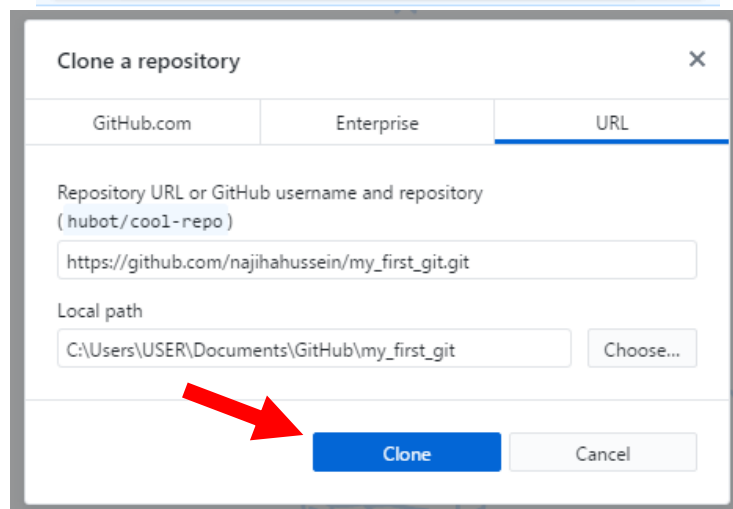 Clone a repository
GitHub.com
Enterprise
URL
Repository URL or GitHub username and repository
(hubot/cool-repo)
https://github.com/najihahussein/my_first_git.git
Local path
C:\Users\USER\Documents\GitHub\my_first_git
Choose...
Clone
Cancel